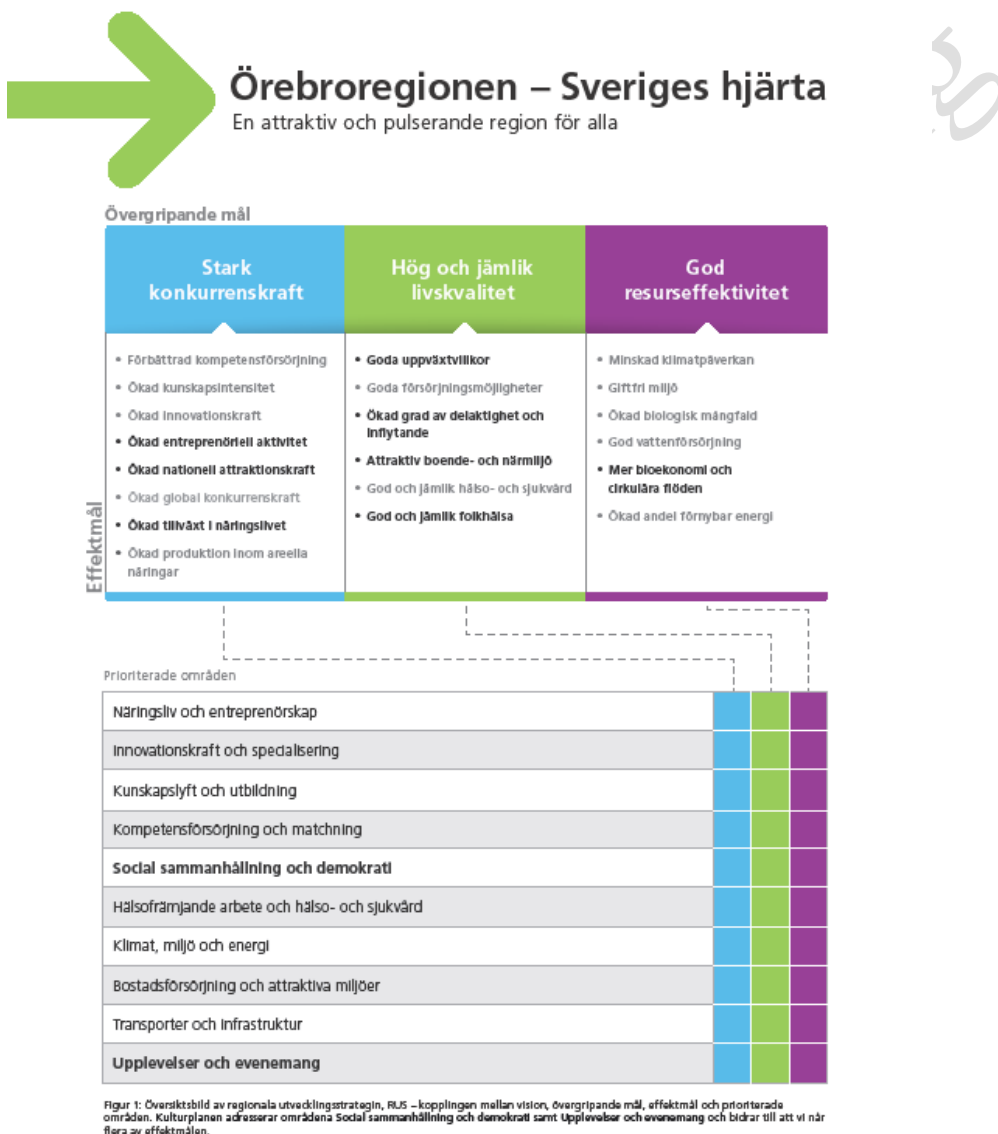 Örebroregionen – Sveriges hjärta
En attraktiv och pulserande region för alla
Övergripande mål
Stark
konkurrenskraft
Hög och jämlik
livskvalitet
God
resurseffektivitet
Effektmål
• Förbättrad kompetensförsörjning
• Ökad kunskapsintensitet
• Ökad innovationskraft
• Ökad entreprenöriell aktivitet
• Ökad nationell attraktionskraft
• Ökad global konkurrenskraft
• Ökad tillväxt i näringslivet
• Ökad produktion inom areella
näringar
• Goda uppväxtvillkor
• Goda försörjningsmöjligheter
• Ökad grad av delaktighet och
inflytande
• Attraktiv boende- och närmiljö
• God och jämlik hälso- och sjukvård
• God och jämlik folkhälsa
• Minskad klimatpåverkan
• Giftfri miljö
• Ökad biologisk mångfald
• God vattenförsörjning
• Mer bioekonomi och
cirkulära flöden
• Ökad andel förnybar energi
Prioriterade områden
Näringsliv och entreprenörskap
Innovationskraft och specialisering
Kunskapslyft och utbildning
Kompetensförsörjning och matchning
Social sammanhållning och demokrati
Hälsofrämjande arbete och hälso- och sjukvård
Klimat, miljö och energi
Bostadsförsörjning och attraktiva miljöer
Transporter och infrastruktur
Upplevelser och evenemang
Figur 1: Översiktsbild av regionala utvecklingsstrategin, RUS – kopplingen mellan vision, övergripande mål, effektmål och prioriterade
områden. Kulturplanen adresserar områdena Social sammanhållning och demokrati samt Upplevelser och evenemang och bidrar till att vi når
flera av effektmålen.